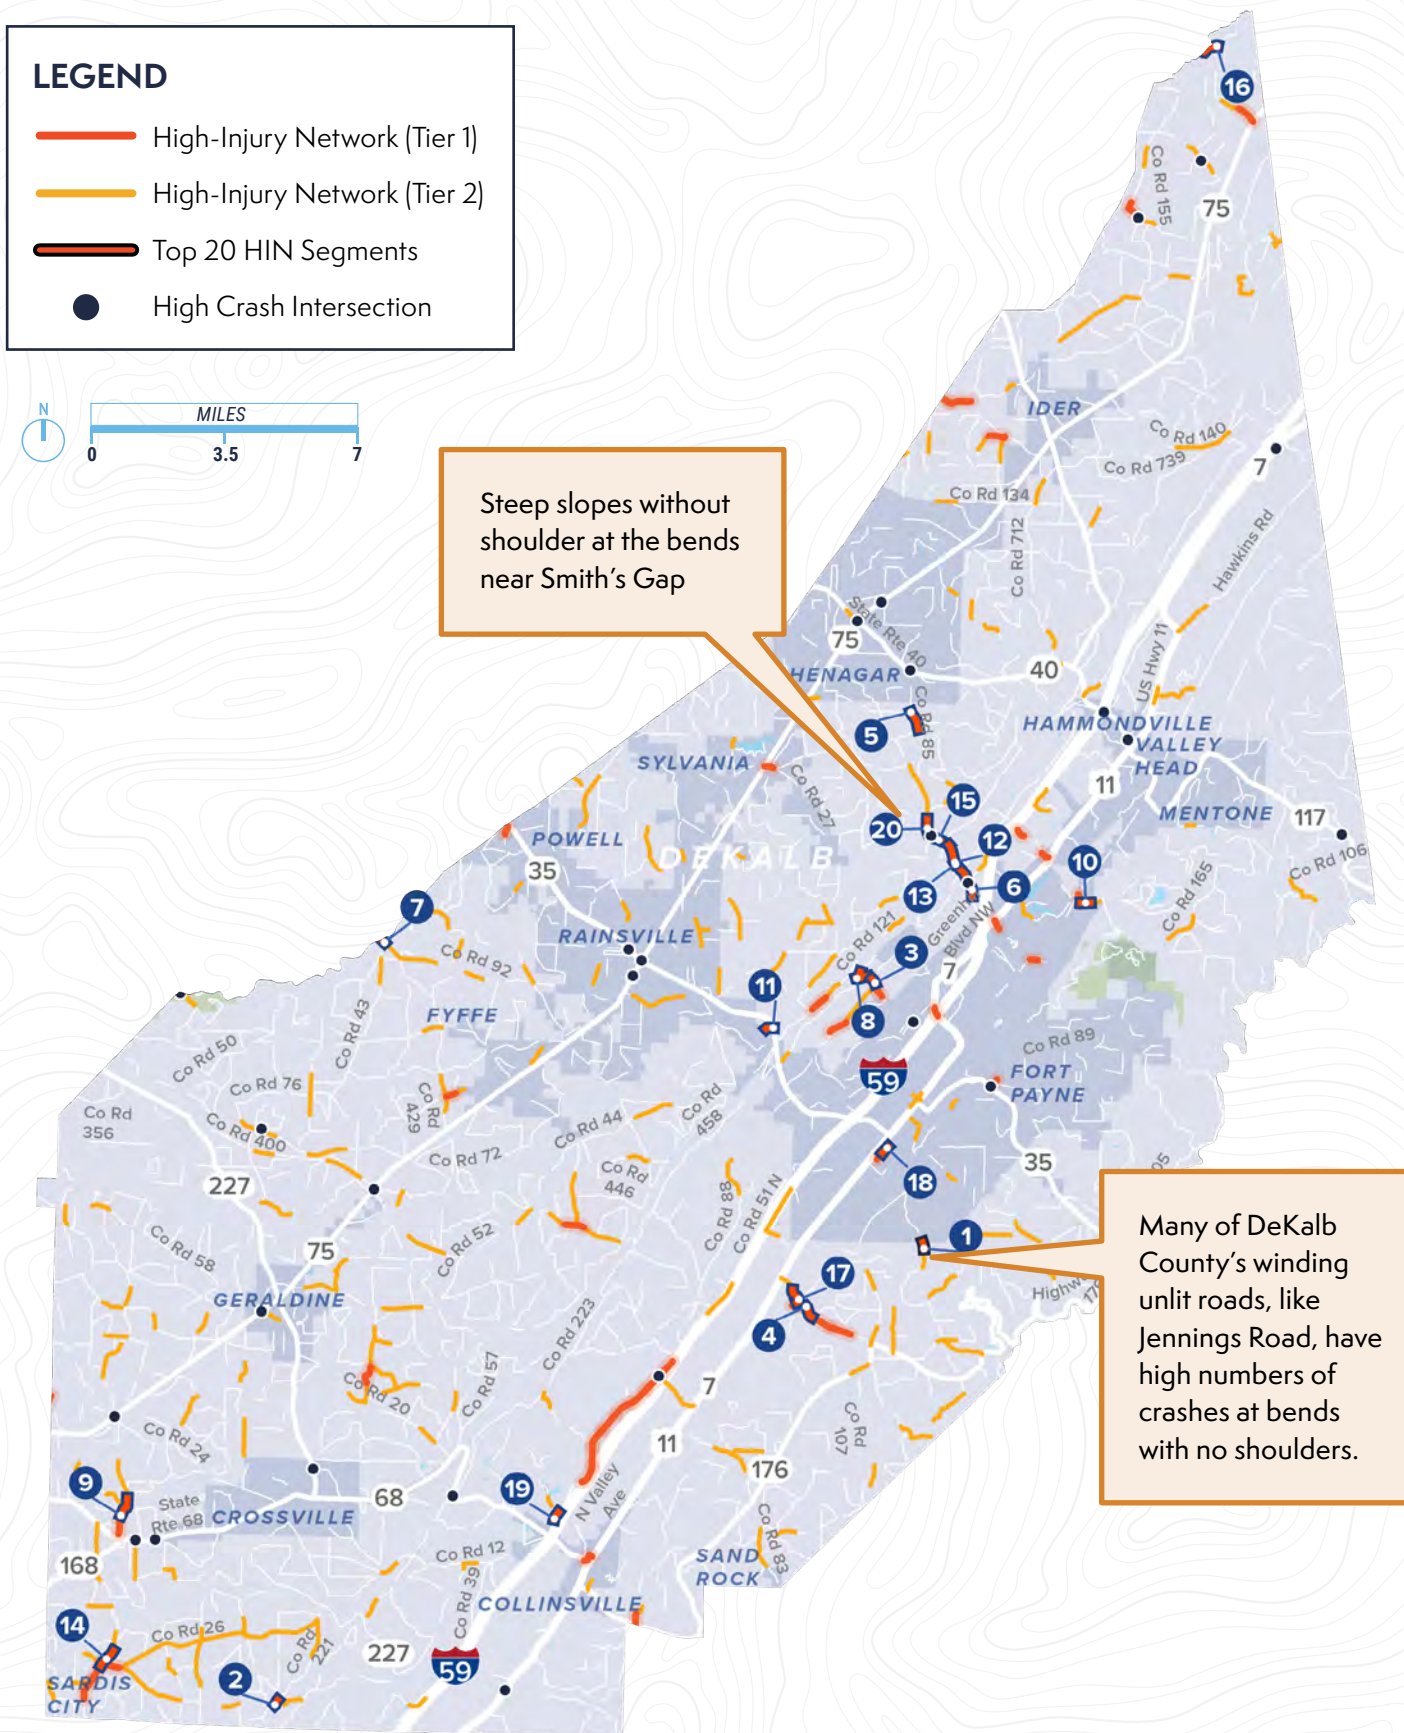 LEGEND
High-Injury Network (Tier 1)
High-Injury Network (Tier 2)
Top 20 HIN Segments
High Crash Intersection
N
MILES
0
3.5
7
16
Co Rd 155
75
IDER
Co Rd 140
Co Rd 739
7
Co Rd 134
Co Rd 712
Hawkins Rd
Steep slopes without
shoulder at the bends
near Smith's Gap
State Rte 40
75
HENAGAR
40
US Hwy 11
5
Co Rd 85
HAMMONDVILLE
VALLEY
HEAD
SYLVANIA
Co Rd 27
11
MENTONE
117
15
20
12
POWELL
DEKALB
35
10
Co Rd 106
13
6
Co Rd 165
7
Co Rd 121
Greenh
Blvd NW
RAINSVILLE
Co Rd 92
3
7
11
FYFFE
8
Co Rd 43
Co Rd 50
Co Rd 89
59
FORT
PAYNE
Co Rd 76
Co Rd
429
Co Rd
458
Co Rd
356
Co Rd 400
Co Rd 44
Co Rd 72
35
Co Rd
446
18
227
05
Co Rd 88
Co Rd 51 N
Co Rd 58
75
Co Rd 52
1
Many of DeKalb
County's winding
unlit roads, like
Jennings Road, have
high numbers of
crashes at bends
with no shoulders.
17
Highw
17
GERALDINE
4
Co Rd 223
Co Rd 57
Co Rd 20
7
Co Rd
107
Co Rd 24
11
176
9
State
Rte 68
CROSSVILLE
68
19
N Valley
Ave
Co Rd 83
168
Co Rd 12
SAND
ROCK
Co Rd 39
COLLINSVILLE
14
Co Rd 26
Co Rd
221
227
59
2
SARDIS
CITY